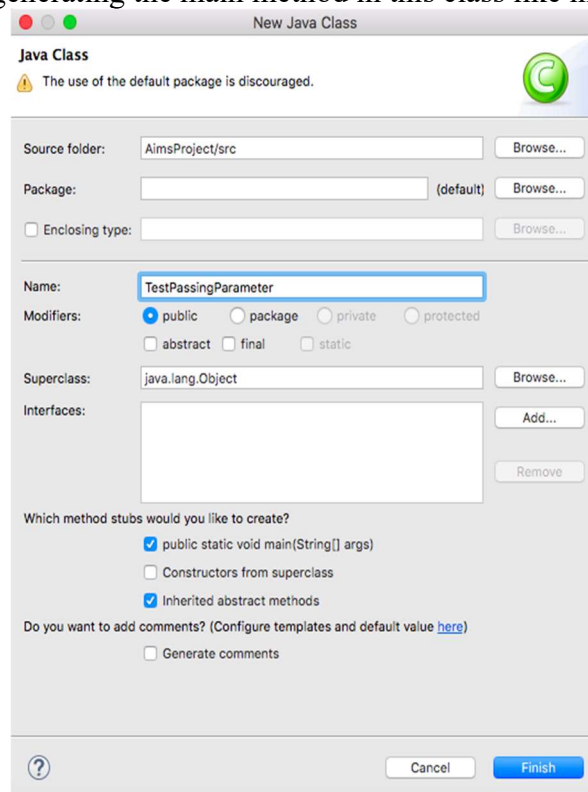 generating the main method in this class like
New Java Class
Java Class
The use of the default package is discouraged.
Source folder: AimsProject/src Browse...
Package: (default) Browse...
Enclosing type: Browse...
Name: TestPassingParameter
Modifiers: public package private protected
abstract final static
Superclass: java.lang.Object Browse...
Interfaces: Add...
Remove
Which method stubs would you like to create?
public static void main(String[] args)
Constructors from superclass
Inherited abstract methods
Do you want to add comments? (Configure templates and default value here)
Generate comments
? Cancel Finish